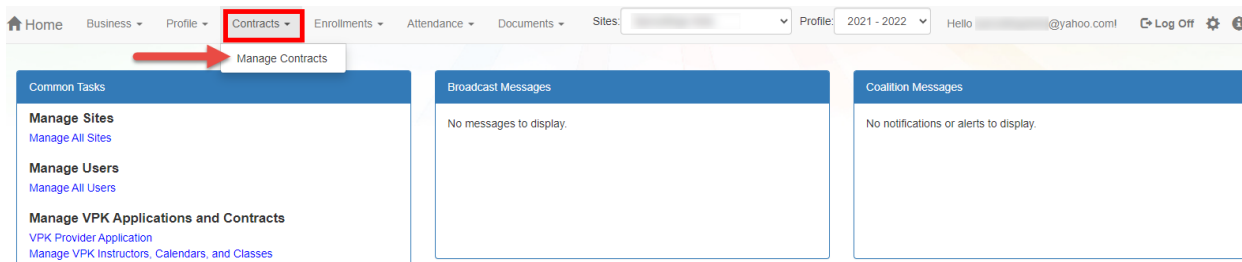 Home Business Profile Contracts Enrollments Attendance Documents Sites: Profile: 2021 - 2022 Hello @yahoo.com! Log Off
Manage Contracts
Common Tasks Broadcast Messages Coalition Messages
Manage Sites
No messages to display. No notifications or alerts to display.
Manage All Sites
Manage Users
Manage All Users
Manage VPK Applications and Contracts
VPK Provider Application
Manage VPK Instructors, Calendars, and Classes